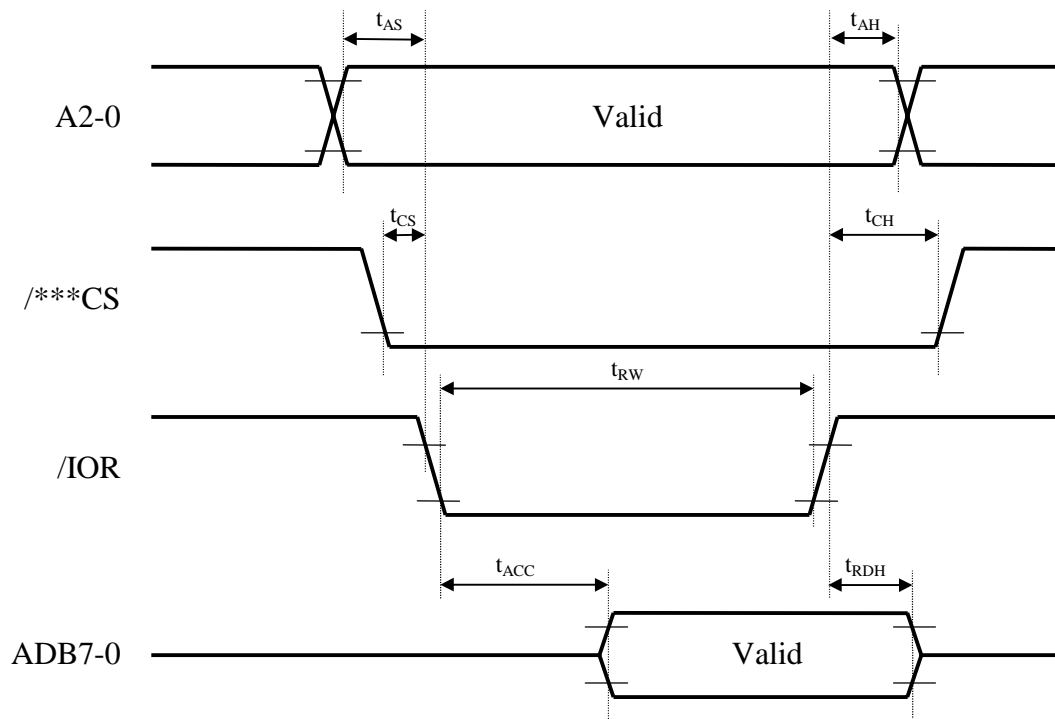 tAS
tAH
A2-0
Valid
tCS
tCH
/***CS
tRW
/IOR
tACC
tRDH
ADB7-0
Valid